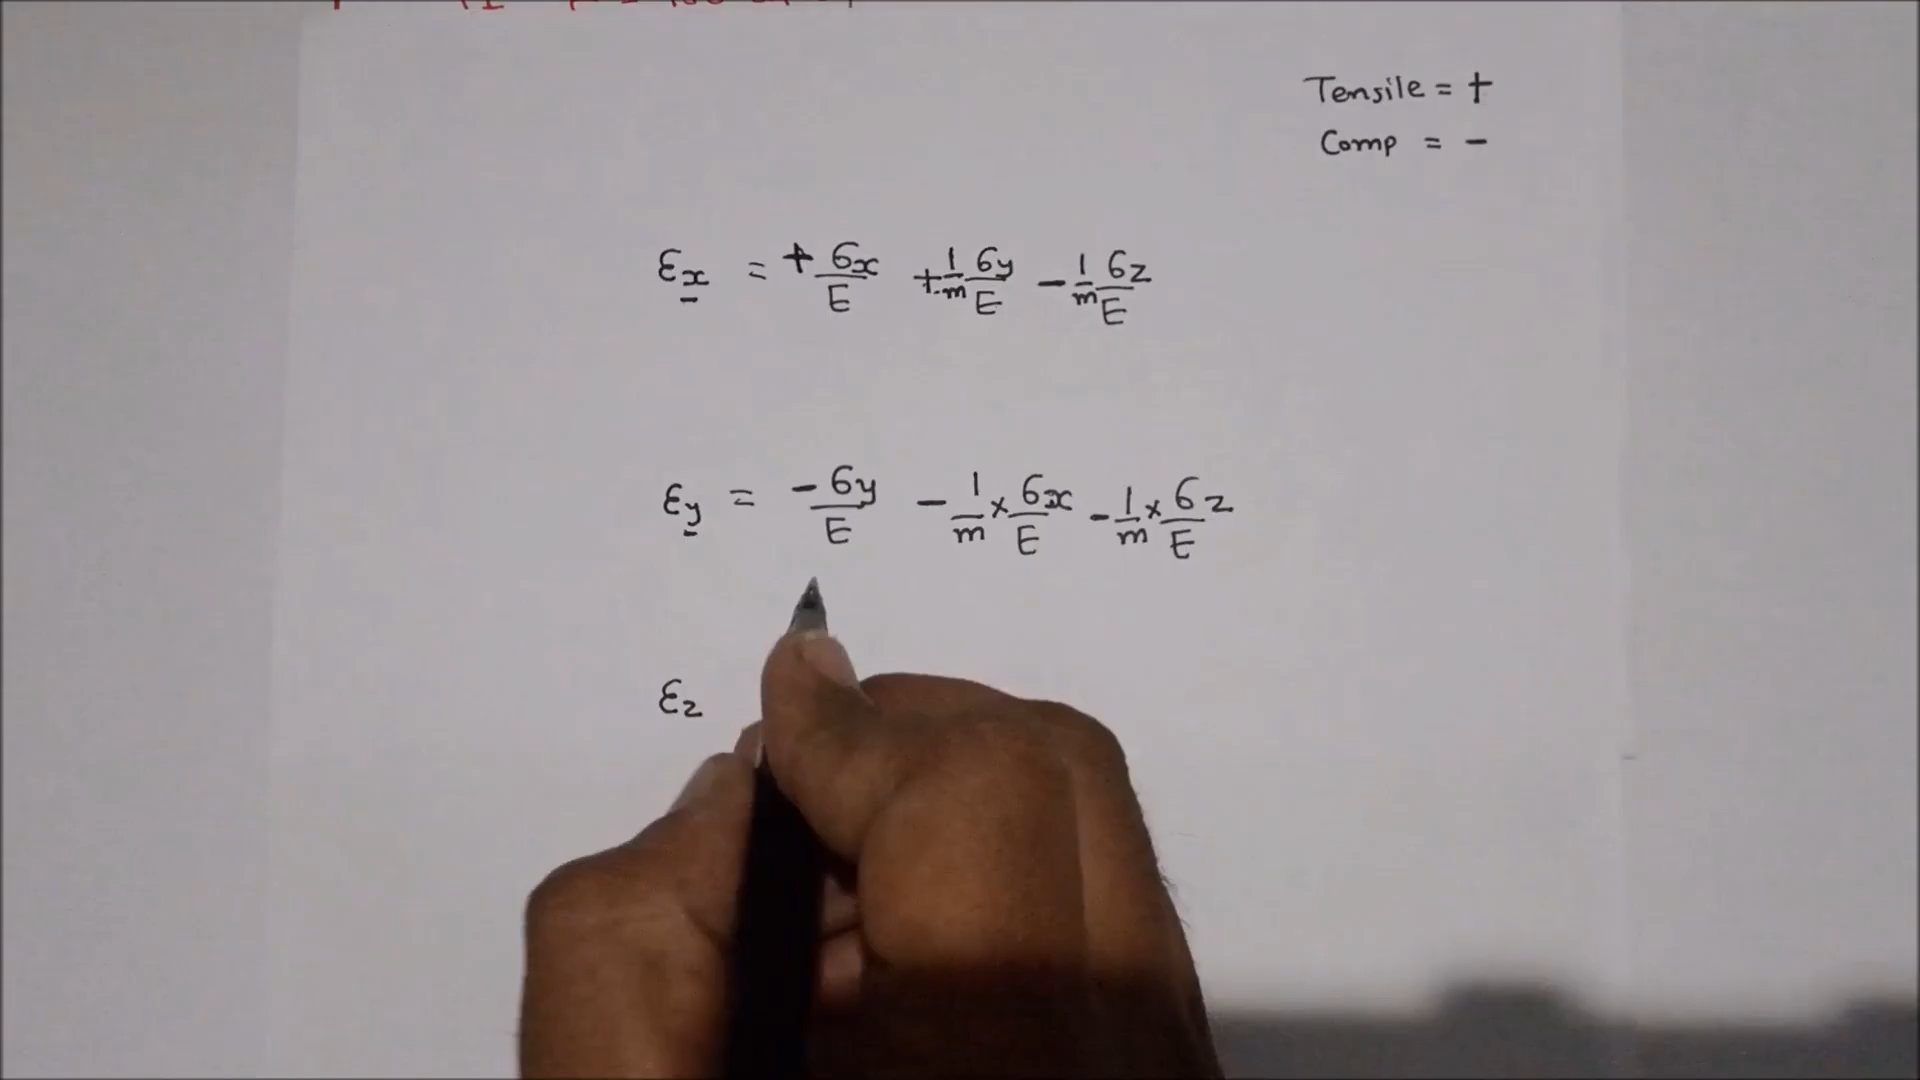 Tensile = +
Comp = -
εx = + σx/E + 1/m σy/E - 1/m σz/E
εy = - σy/E - 1/m × σx/E - 1/m × σz/E
εz